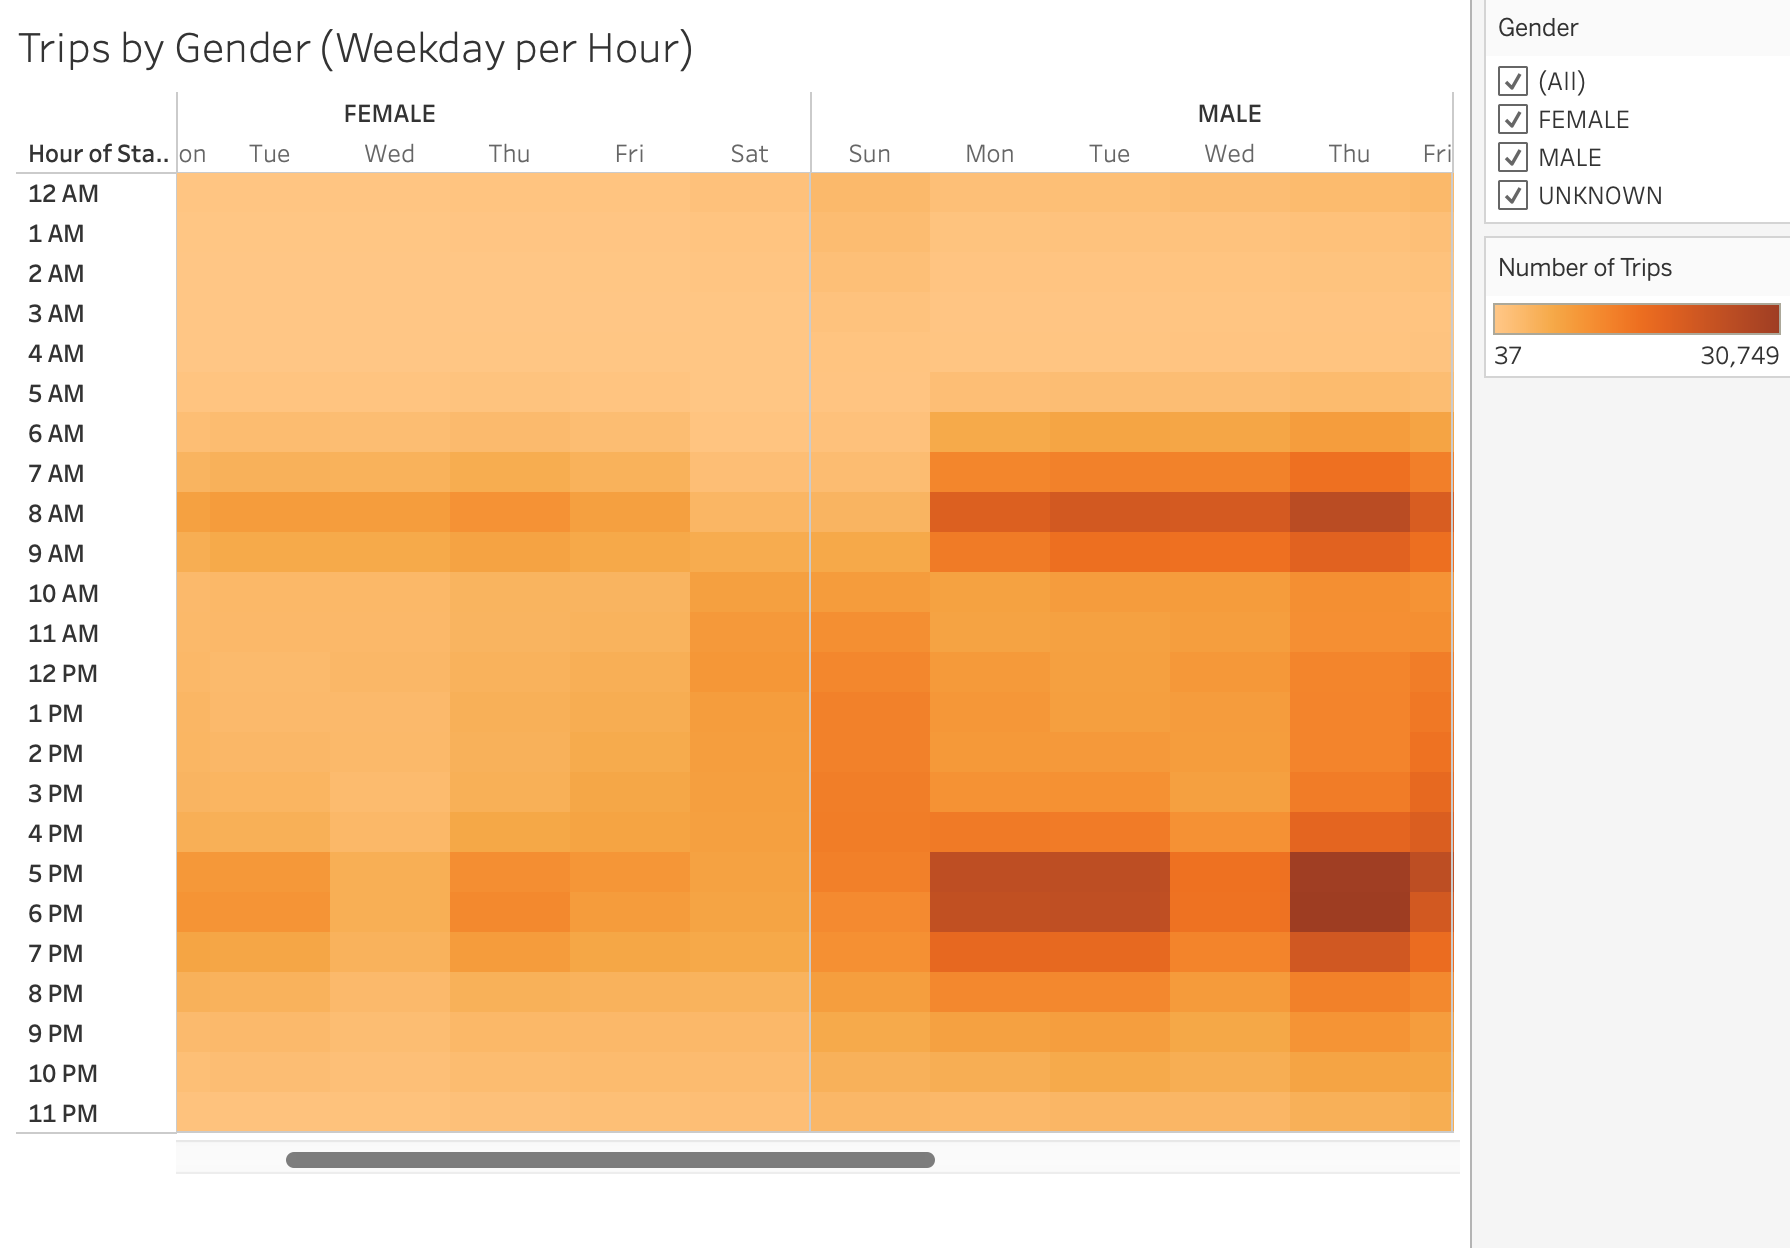 Trips by Gender (Weekday per Hour)
FEMALE MALE
Hour of Sta.. on Tue Wed Thu Fri Sat Sun Mon Tue Wed Thu Fri
12 AM
1 AM
2 AM
3 AM
4 AM
5 AM
6 AM
7 AM
8 AM
9 AM
10 AM
11 AM
12 PM
1 PM
2 PM
3 PM
4 PM
5 PM
6 PM
7 PM
8 PM
9 PM
10 PM
11 PM
Gender
(All)
FEMALE
MALE
UNKNOWN
Number of Trips
37 30,749